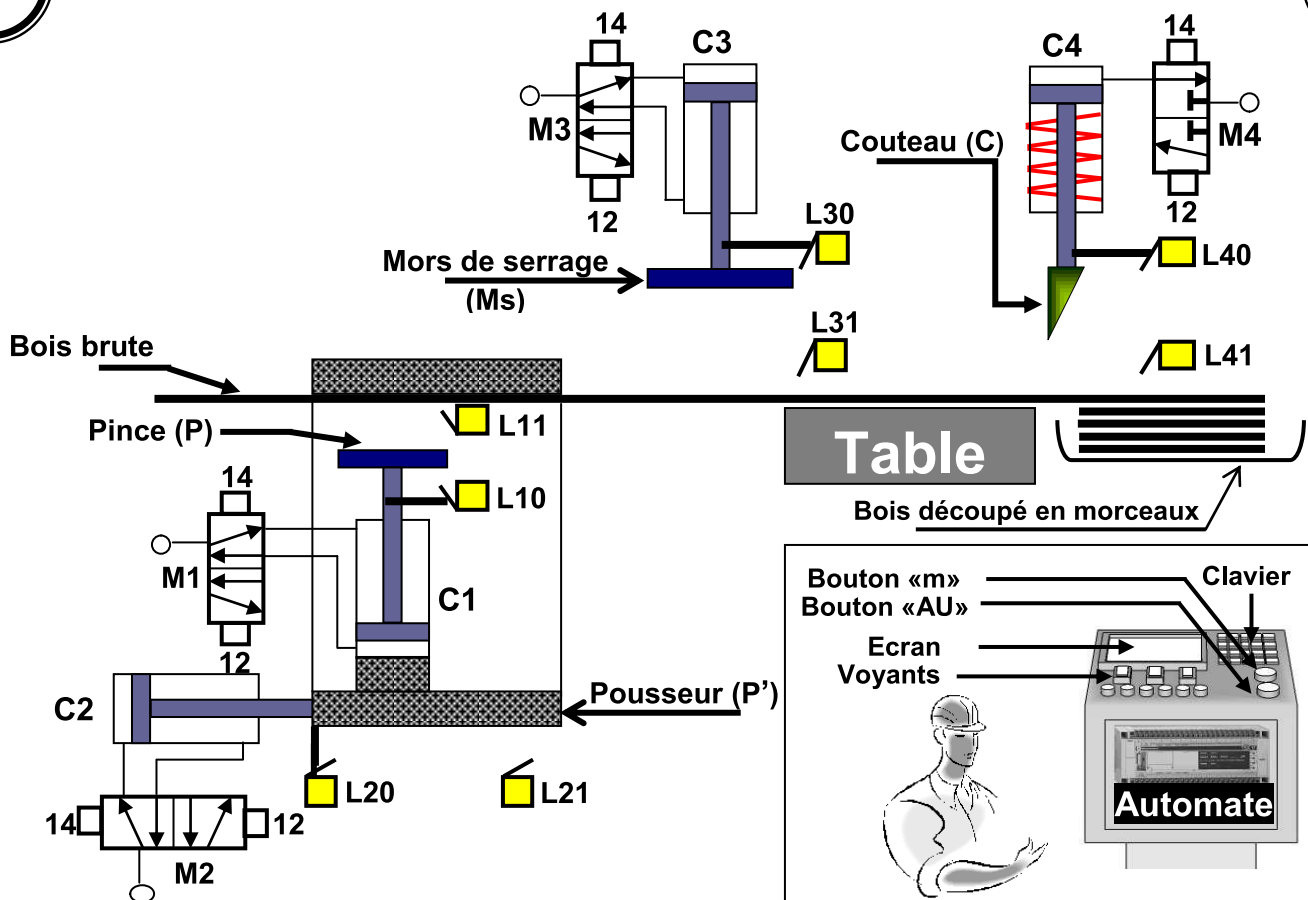 14
C3
M3
12
L30
Mors de serrage
(Ms)
L31
14
C4
M4
12
Couteau (C)
L40
L41
Bois brute
Pince (P)
L11
L10
14
M1
12
C1
C2
Pousseur (P')
L20
L21
14
12
M2
Table
Bois découpé en morceaux
Bouton «m»
Clavier
Bouton «AU»
Ecran
Voyants
Automate